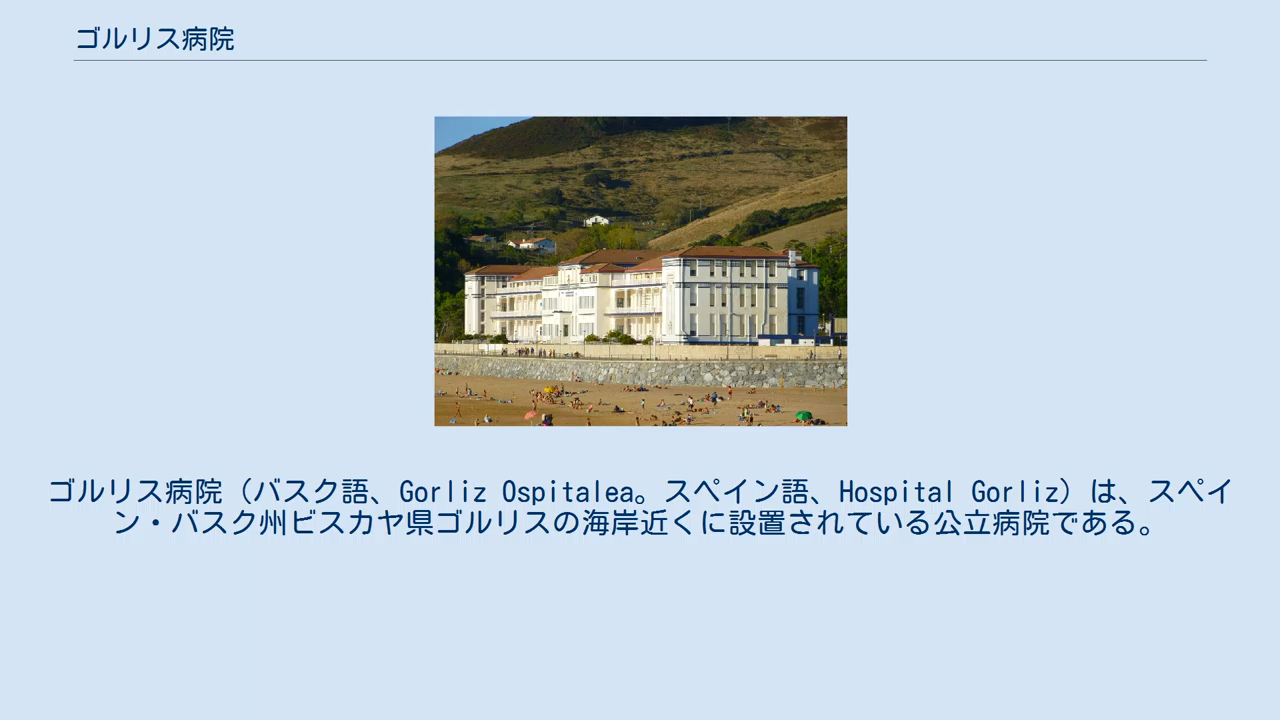 ゴルリス病院
ゴルリス病院（バスク語、Gorliz Ospitalea。スペイン語、Hospital Gorliz）は、スペイ
ン・バスク州ビスカヤ県ゴルリスの海岸近くに設置されている公立病院である。